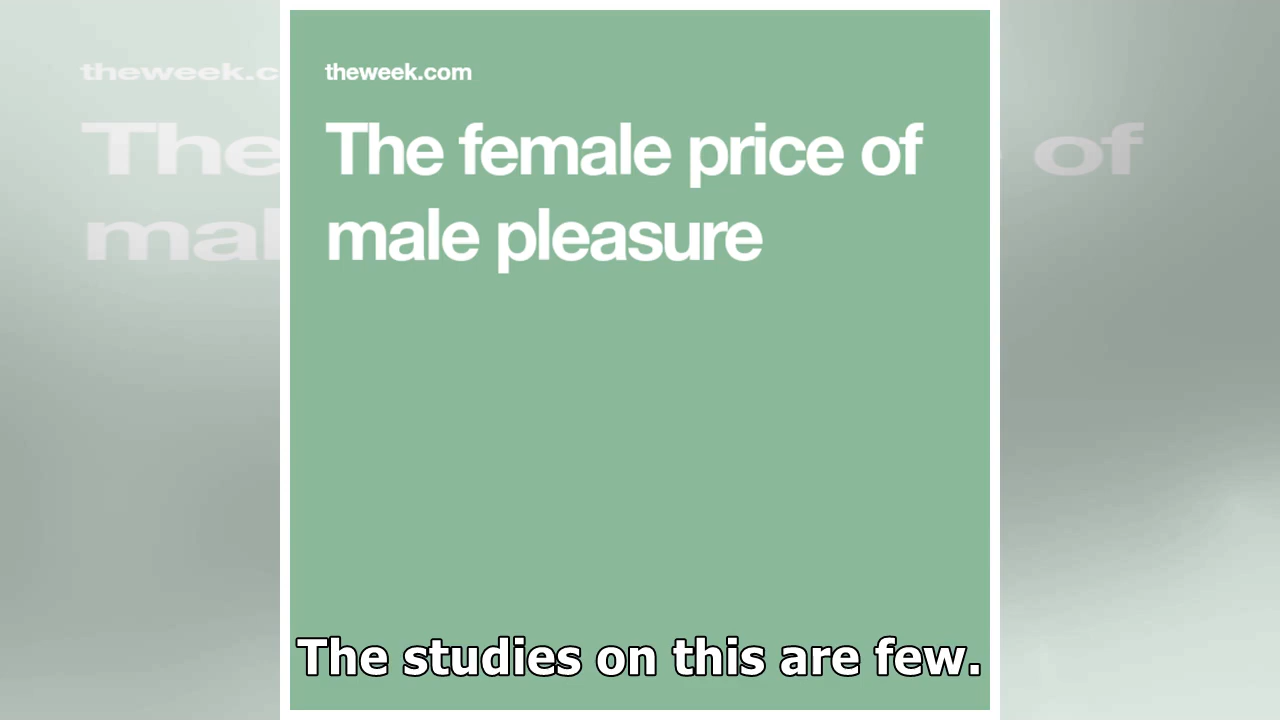 theweek.com
The female price of
male pleasure
The studies on this are few.